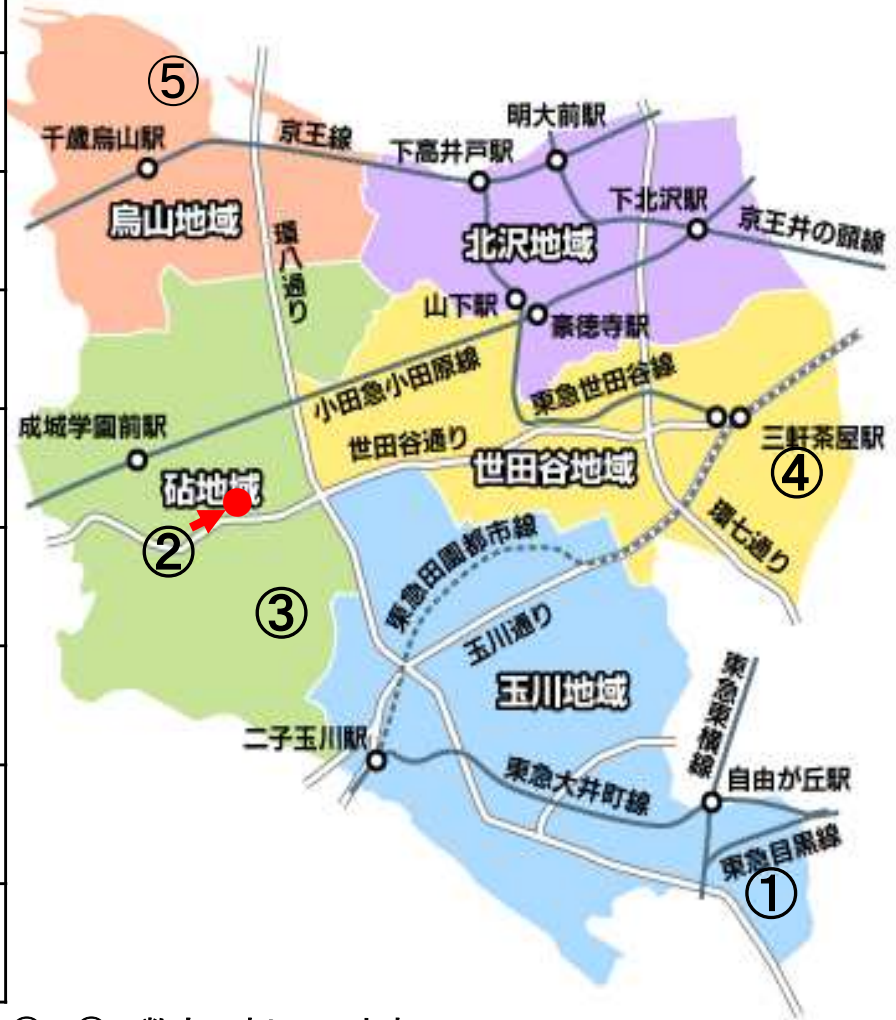 ⑤
明大前駅
千歳烏山駅
京王線
下高井戸駅
下北沢駅
烏山地域
京王井の頭線
環八通り
北沢地域
山下駅
豪徳寺駅
小田急小田原線
東急世田谷線
成城学園前駅
世田谷通り
三軒茶屋駅
砧地域
世田谷地域
④
②
環七通り
東急田園都市線
③
玉川通り
玉川地域
東急東横線
二子玉川駅
東急大井町線
自由が丘駅
東急目黒線
①